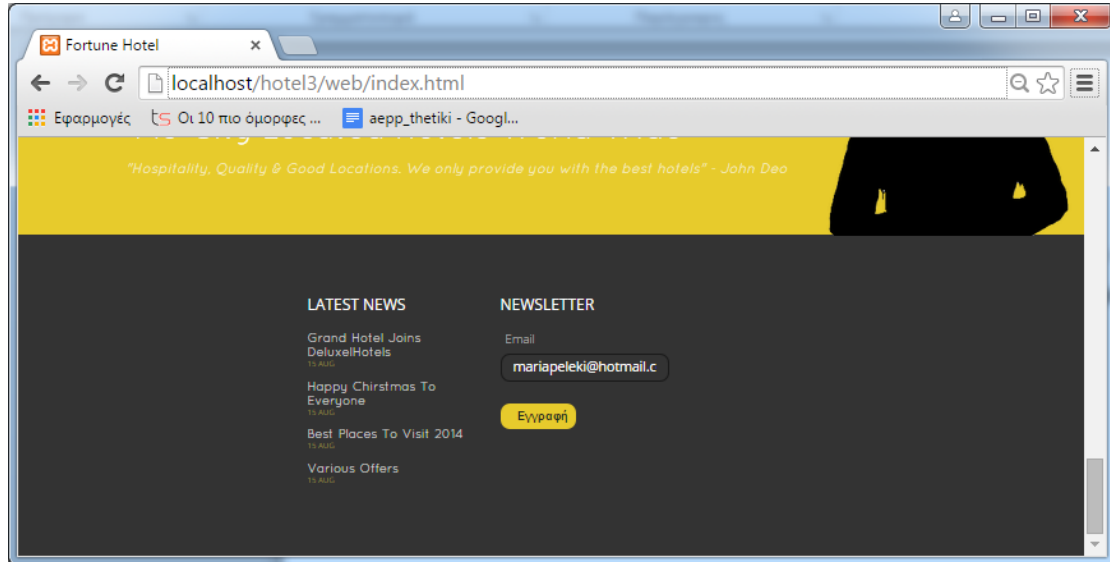 Fortune Hotel
localhost/hotel3/web/index.html
Εφαρμογές
Οι 10 πιο όμορφες ...
aepp_thetiki - Googl...
"Hospitality, Quality & Good Locations. We only provide you with the best hotels" - John Deo
LATEST NEWS
Grand Hotel Joins
DeluxelHotels
15 AUG
Happy Chirstmas To
Everyone
15 AUG
Best Places To Visit 2014
15 AUG
Various Offers
15 AUG
NEWSLETTER
Email
mariapeleki@hotmail.c
Εγγραφή